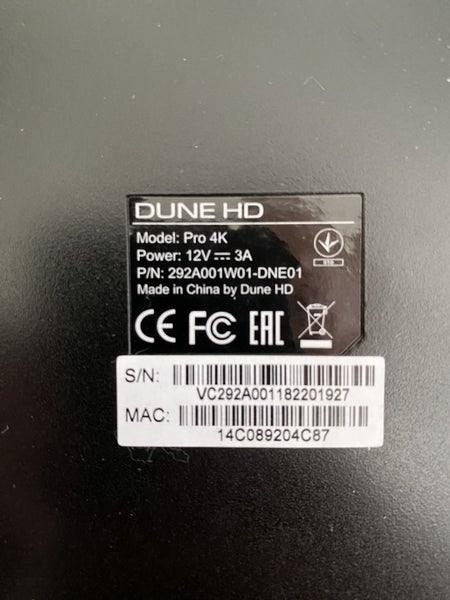 DUNE HD
Model: Pro 4K
Power: 12V ⎓ 3A
P/N: 292A001W01-DNE01
Made in China by Dune HD
CE FC EAC
S/N:
VC292A001182201927
MAC:
14C089204C87